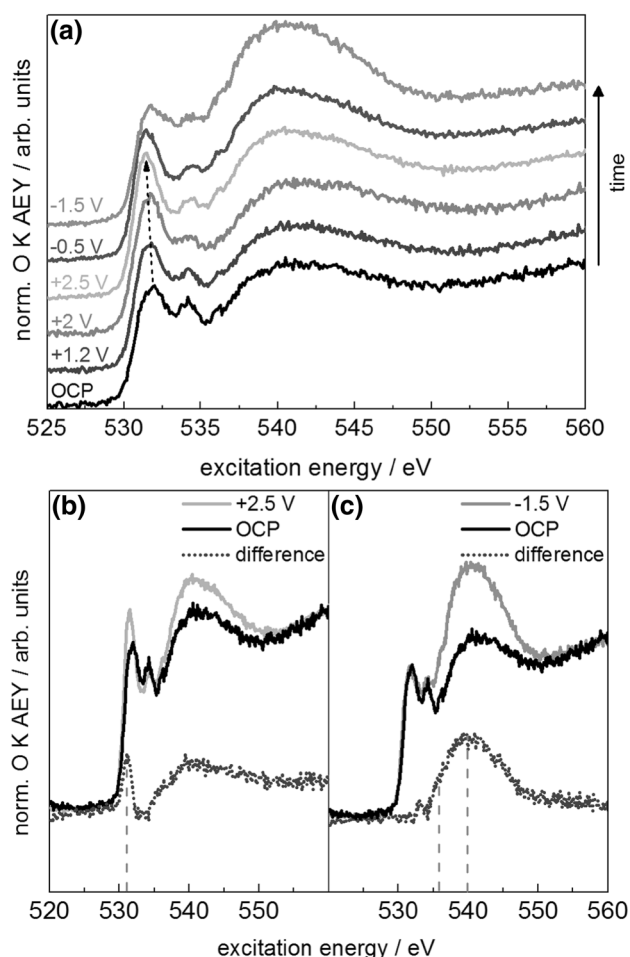 (a)
norm. O K AEY / arb. units
-1.5 V
-0.5 V
+2.5 V
+2 V
+1.2 V
OCP
time
525 530 535 540 545 550 555 560
excitation energy / eV
(b)
+2.5 V
OCP
difference
(c)
-1.5 V
OCP
difference
norm. O K AEY / arb. units
520 530 540 550
530 540 550 560
excitation energy / eV